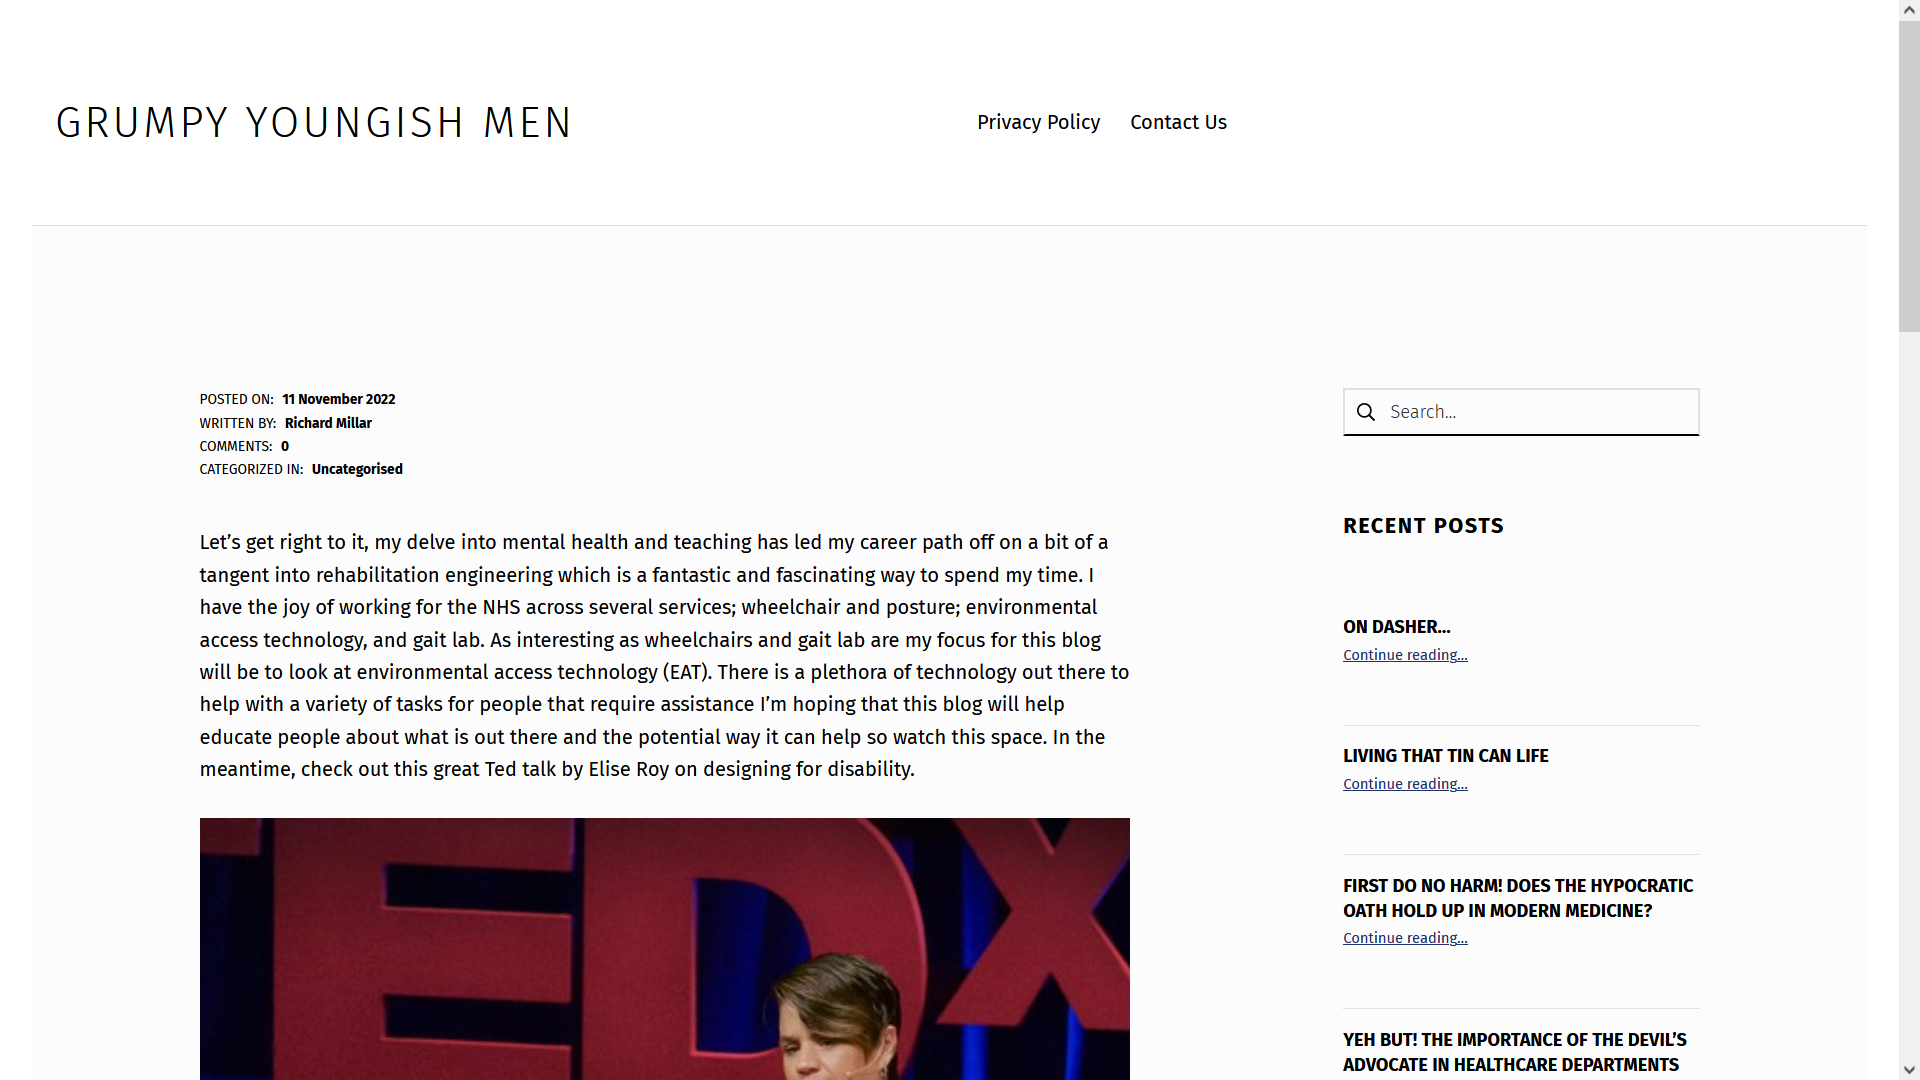 GRUMPY YOUNGISH MEN
Privacy Policy Contact Us
POSTED ON: 11 November 2022
WRITTEN BY: Richard Millar
COMMENTS: 0
CATEGORIZED IN: Uncategorised
Let’s get right to it, my delve into mental health and teaching has led my career path off on a bit of a
tangent into rehabilitation engineering which is a fantastic and fascinating way to spend my time. I
have the joy of working for the NHS across several services; wheelchair and posture; environmental
access technology, and gait lab. As interesting as wheelchairs and gait lab are my focus for this blog
will be to look at environmental access technology (EAT). There is a plethora of technology out there to
help with a variety of tasks for people that require assistance I’m hoping that this blog will help
educate people about what is out there and the potential way it can help so watch this space. In the
meantime, check out this great Ted talk by Elise Roy on designing for disability.
TEDX
Search…
RECENT POSTS
ON DASHER…
Continue reading…
LIVING THAT TIN CAN LIFE
Continue reading…
FIRST DO NO HARM! DOES THE HYPOCRATIC
OATH HOLD UP IN MODERN MEDICINE?
Continue reading…
YEH BUT! THE IMPORTANCE OF THE DEVIL’S
ADVOCATE IN HEALTHCARE DEPARTMENTS